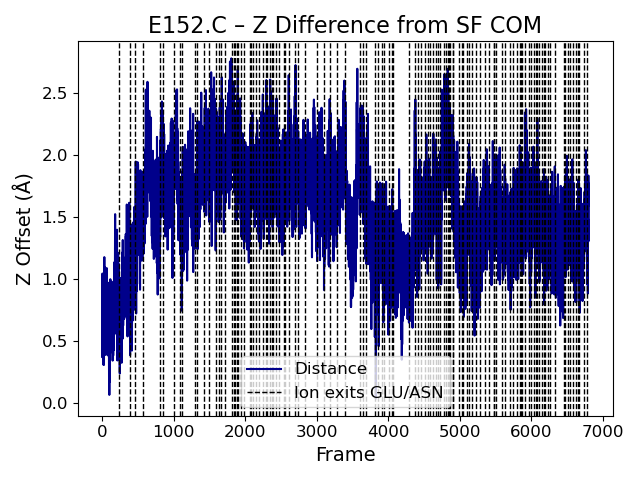 E152.C – Z Difference from SF COM
Z Offset (Å)
2.5
2.0
1.5
1.0
0.5
0.0
Distance
Ion exits GLU/ASN
0 1000 2000 3000 4000 5000 6000 7000
Frame